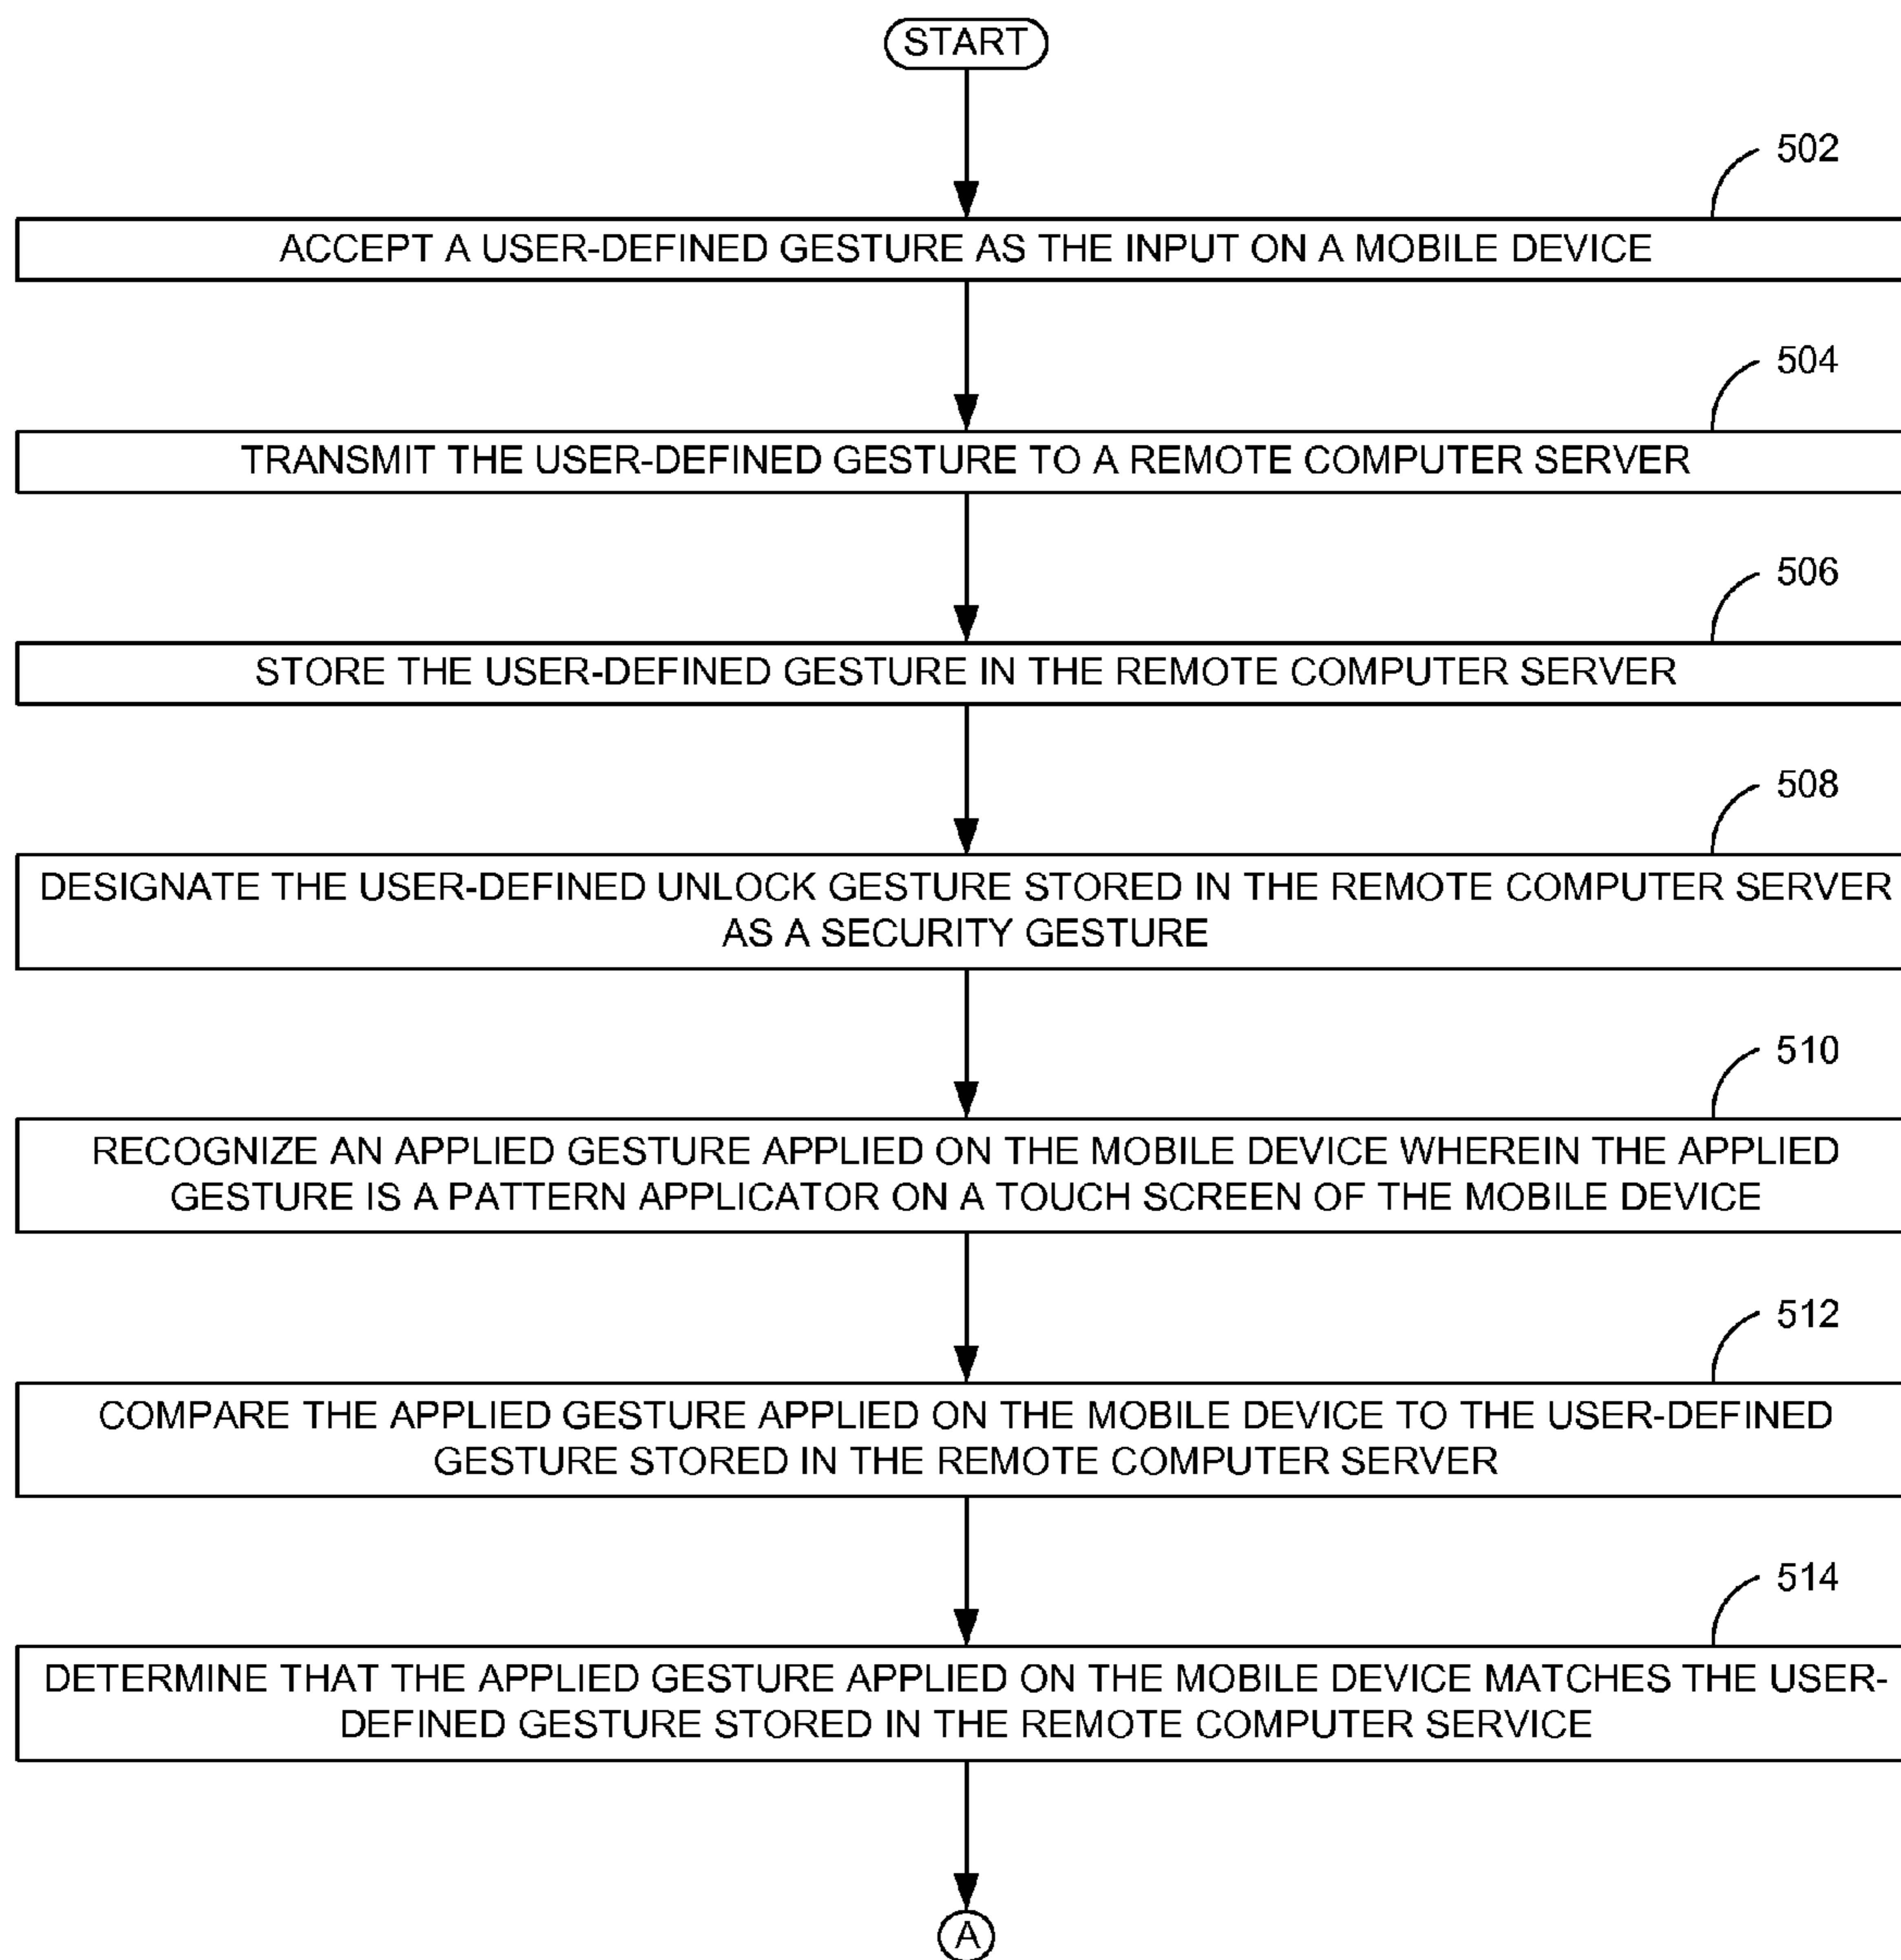 START
502
ACCEPT A USER-DEFINED GESTURE AS THE INPUT ON A MOBILE DEVICE
504
TRANSMIT THE USER-DEFINED GESTURE TO A REMOTE COMPUTER SERVER
506
STORE THE USER-DEFINED GESTURE IN THE REMOTE COMPUTER SERVER
508
DESIGNATE THE USER-DEFINED UNLOCK GESTURE STORED IN THE REMOTE COMPUTER SERVER
AS A SECURITY GESTURE
510
RECOGNIZE AN APPLIED GESTURE APPLIED ON THE MOBILE DEVICE WHEREIN THE APPLIED
GESTURE IS A PATTERN APPLICATOR ON A TOUCH SCREEN OF THE MOBILE DEVICE
512
COMPARE THE APPLIED GESTURE APPLIED ON THE MOBILE DEVICE TO THE USER-DEFINED
GESTURE STORED IN THE REMOTE COMPUTER SERVER
514
DETERMINE THAT THE APPLIED GESTURE APPLIED ON THE MOBILE DEVICE MATCHES THE USER-
DEFINED GESTURE STORED IN THE REMOTE COMPUTER SERVICE
A